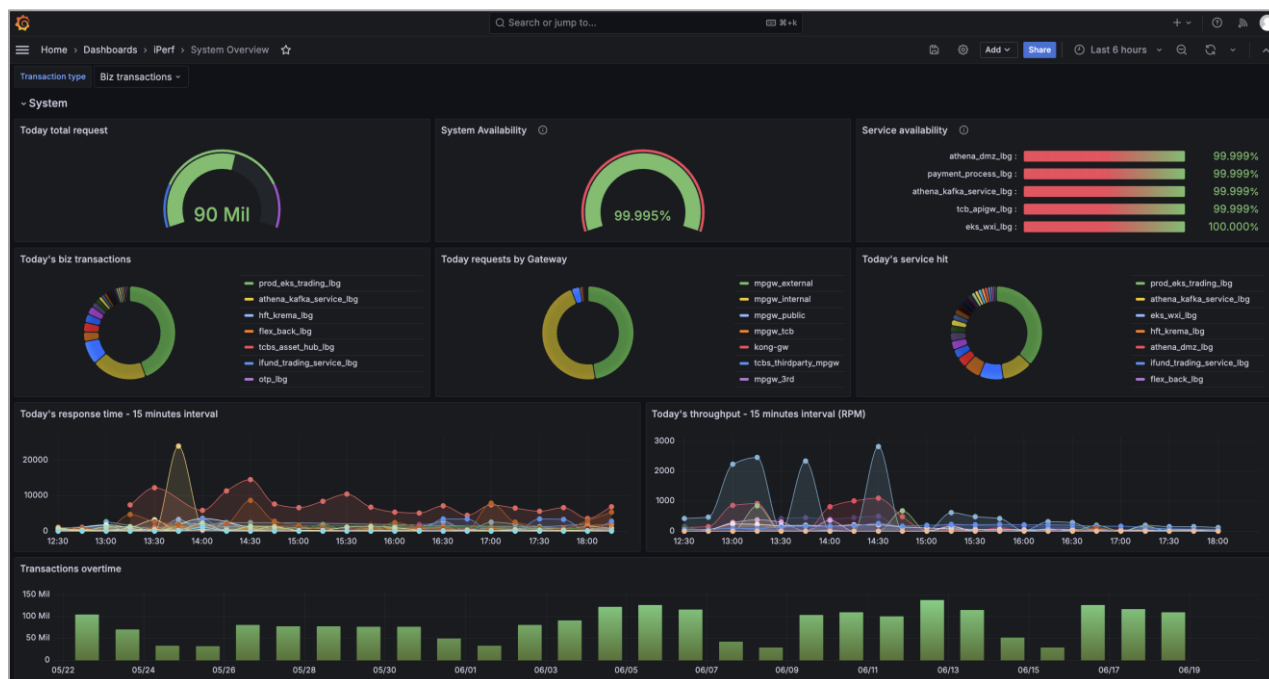 Search or jump to...
⌘+k
Home › Dashboards › iPerf › System Overview
Add
Share
Last 6 hours
Transaction type
Biz transactions
System
Today total request
90 Mil
System Availability
99.995%
Service availability
athena_dmz_lbg : 99.999%
payment_process_lbg : 99.999%
athena_kafka_service_lbg : 99.999%
tcb_apigw_lbg : 99.999%
eks_wxi_lbg : 100.000%
Today's biz transactions
prod_eks_trading_lbg
athena_kafka_service_lbg
hft_krema_lbg
flex_back_lbg
tcbs_asset_hub_lbg
ifund_trading_service_lbg
otp_lbg
Today requests by Gateway
mpgw_external
mpgw_internal
mpgw_public
mpgw_tcb
kong-gw
tcbs_thirdparty_mpgw
mpgw_3rd
Today's service hit
prod_eks_trading_lbg
athena_kafka_service_lbg
eks_wxi_lbg
hft_krema_lbg
athena_dmz_lbg
ifund_trading_service_lbg
flex_back_lbg
Today's response time - 15 minutes interval
20000
10000
0
12:30 13:00 13:30 14:00 14:30 15:00 15:30 16:00 16:30 17:00 17:30 18:00
Today's throughput - 15 minutes interval (RPM)
3000
2000
1000
0
12:30 13:00 13:30 14:00 14:30 15:00 15:30 16:00 16:30 17:00 17:30 18:00
Transactions overtime
150 Mil
100 Mil
50 Mil
0
05/22 05/24 05/26 05/28 05/30 06/01 06/03 06/05 06/07 06/09 06/11 06/13 06/15 06/17 06/19